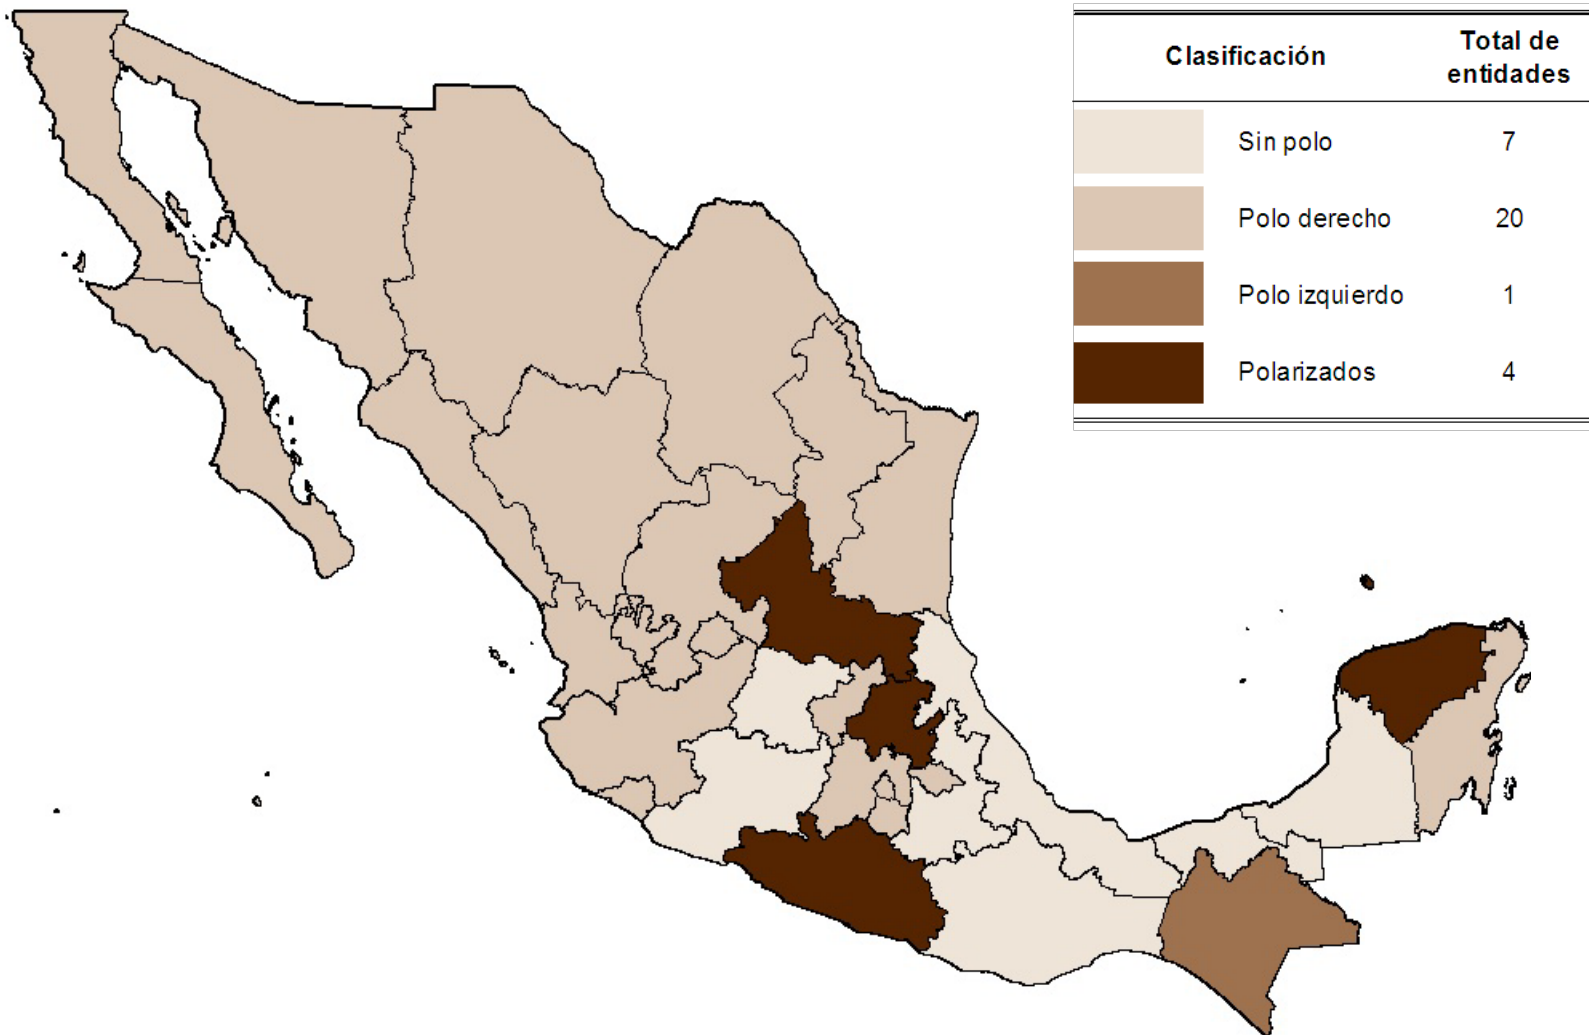 Clasificación Total de entidades
Sin polo 7
Polo derecho 20
Polo izquierdo 1
Polarizados 4